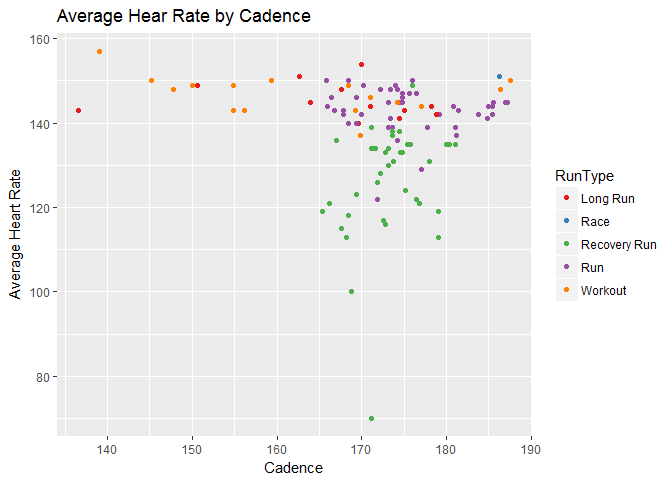 Average Hear Rate by Cadence
Average Heart Rate
160
140
120
100
80
140
150
160
170
180
190
Cadence
RunType
Long Run
Race
Recovery Run
Run
Workout